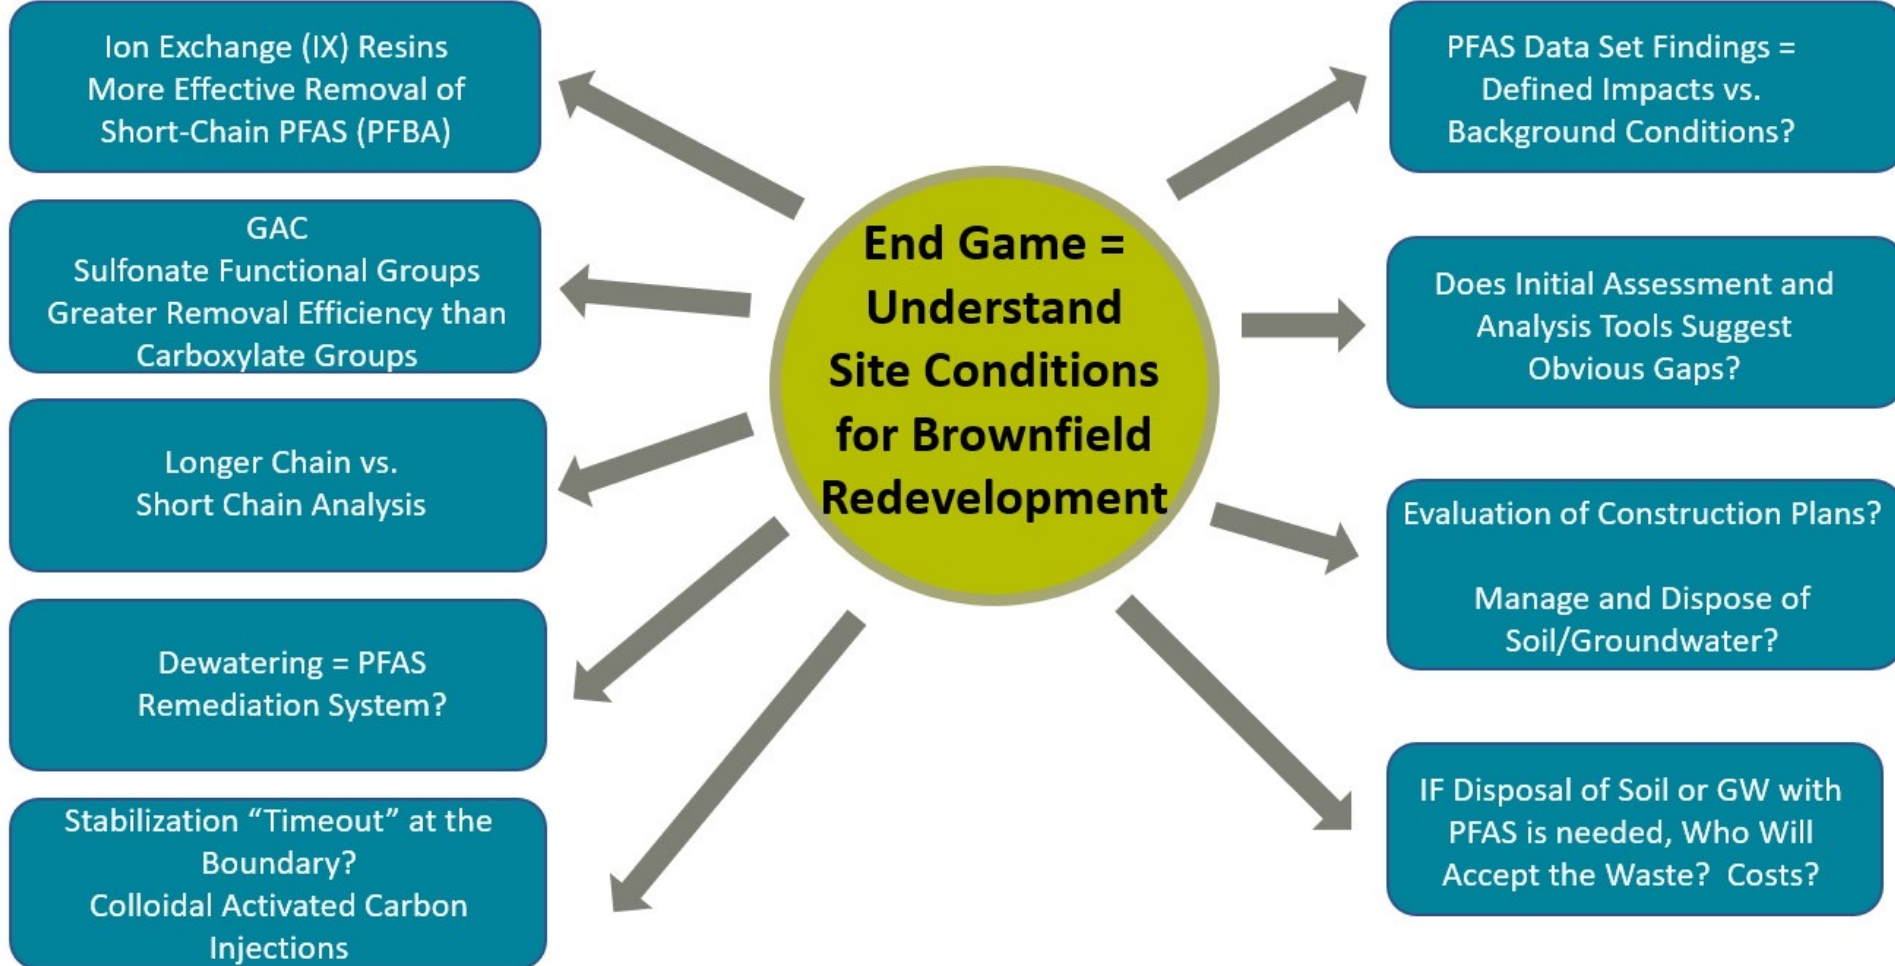 Ion Exchange (IX) Resins
More Effective Removal of
Short-Chain PFAS (PFBA)
GAC
Sulfonate Functional Groups
Greater Removal Efficiency than
Carboxylate Groups
Longer Chain vs.
Short Chain Analysis
Dewatering = PFAS
Remediation System?
Stabilization “Timeout” at the
Boundary?
Colloidal Activated Carbon
Injections
End Game =
Understand
Site Conditions
for Brownfield
Redevelopment
PFAS Data Set Findings =
Defined Impacts vs.
Background Conditions?
Does Initial Assessment and
Analysis Tools Suggest
Obvious Gaps?
Evaluation of Construction Plans?
Manage and Dispose of
Soil/Groundwater?
IF Disposal of Soil or GW with
PFAS is needed, Who Will
Accept the Waste?  Costs?